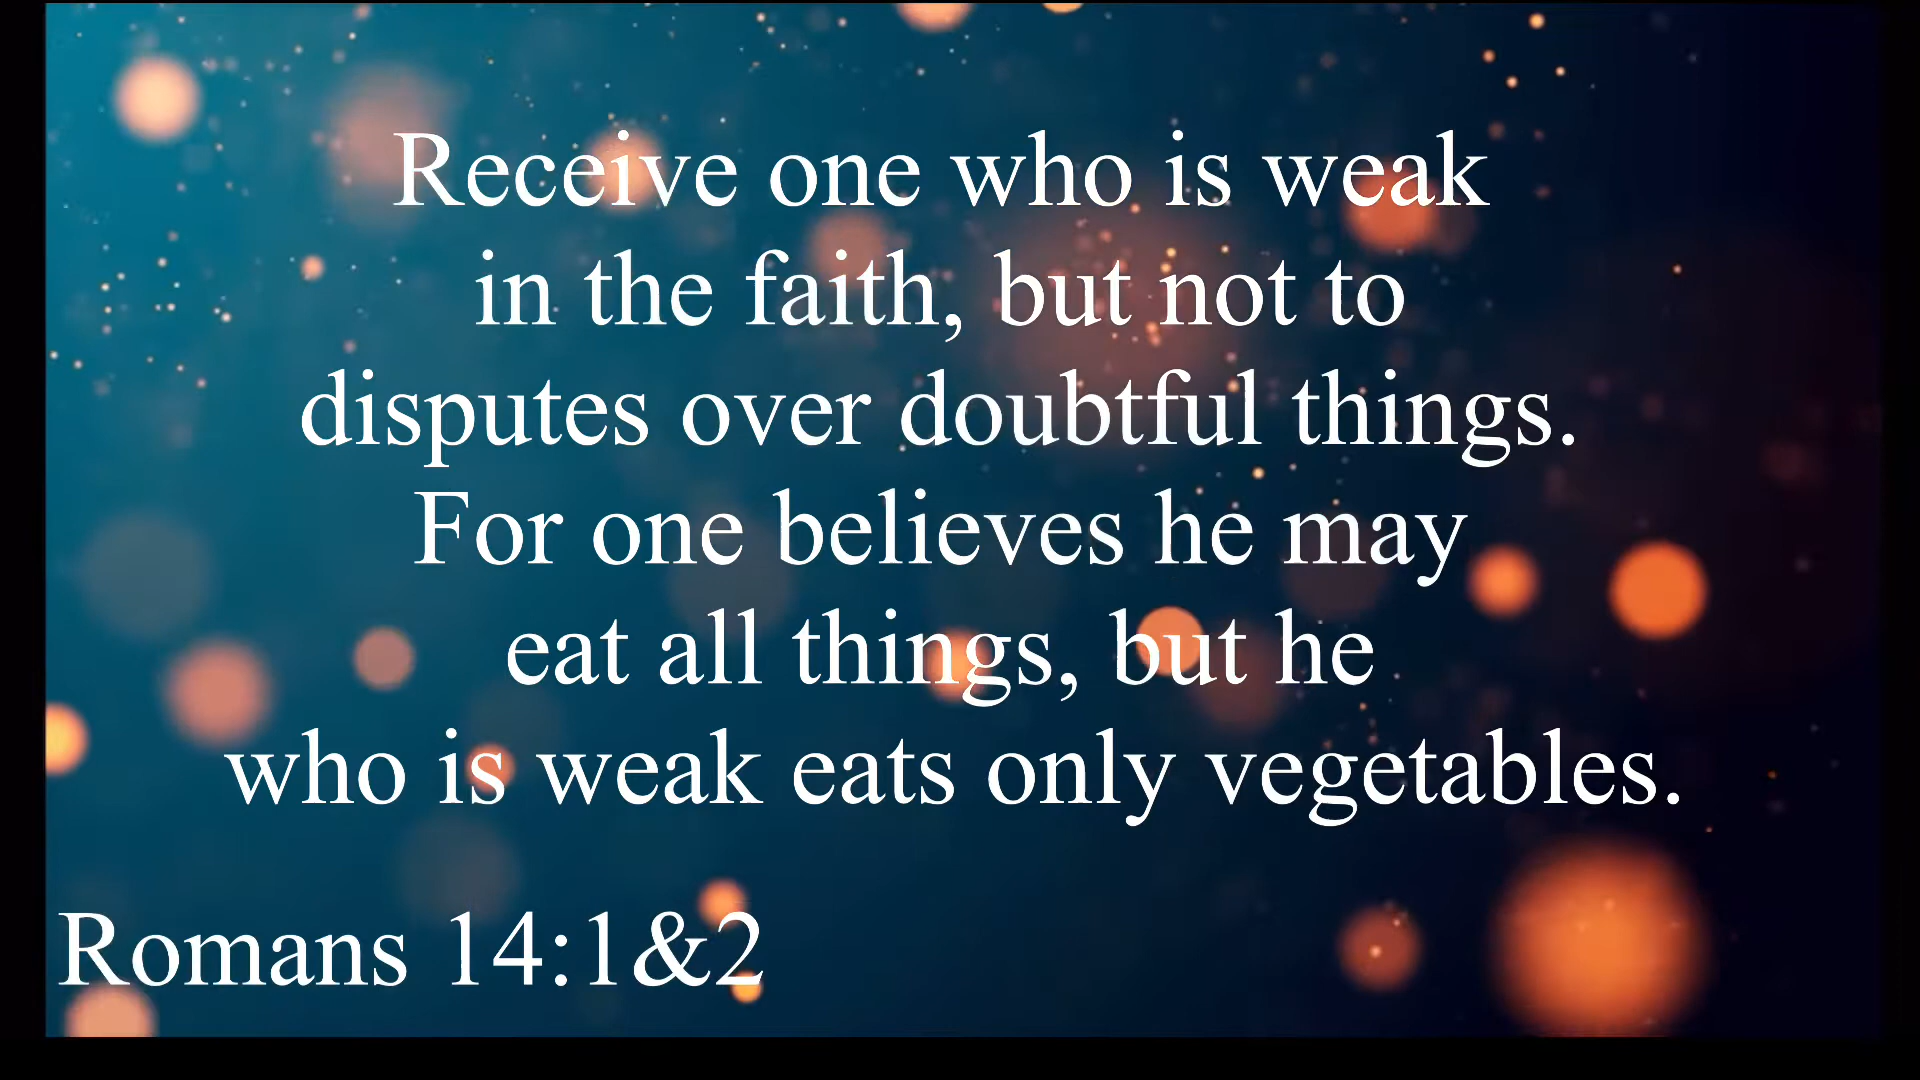 Receive one who is weak
in the faith, but not to
disputes over doubtful things.
For one believes he may
eat all things, but he
who is weak eats only vegetables.
Romans 14:1&2